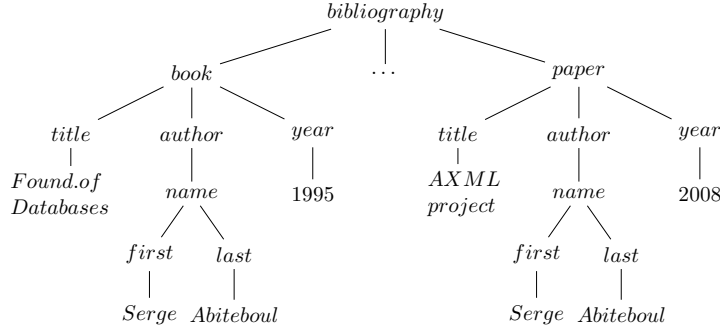 bibliography
book ... paper
title author year title author year
Found.of
Databases
name 1995
AXML
project
name 2008
first last first last
Serge Abiteboul Serge Abiteboul